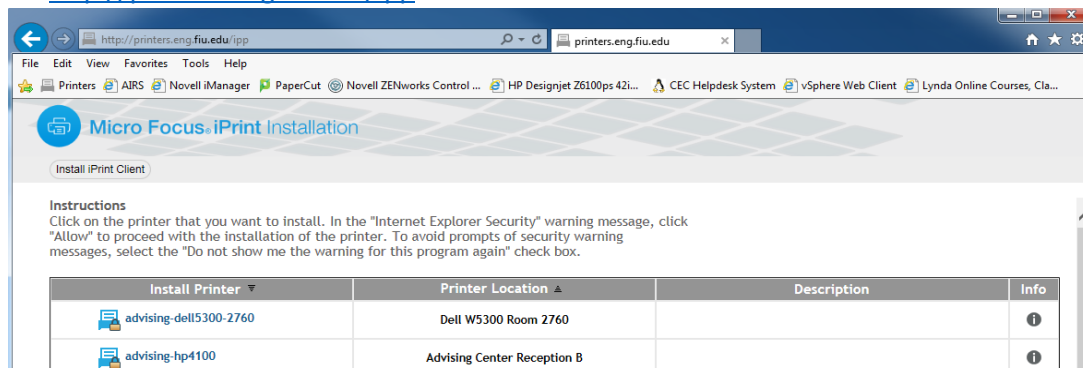 http://printers.eng.fiu.edu/ipp
printers.eng.fiu.edu
File Edit View Favorites Tools Help
Printers AIRS Novell iManager PaperCut Novell ZENworks Control ... HP Designjet Z6100ps 42i... CEC Helpdesk System vSphere Web Client Lynda Online Courses, Cla...
Micro Focus® iPrint Installation
Install iPrint Client
Instructions
Click on the printer that you want to install. In the "Internet Explorer Security" warning message, click
"Allow" to proceed with the installation of the printer. To avoid prompts of security warning
messages, select the "Do not show me the warning for this program again" check box.
Install Printer Printer Location Description Info
advising-dell5300-2760 Dell W5300 Room 2760
advising-hp4100 Advising Center Reception B